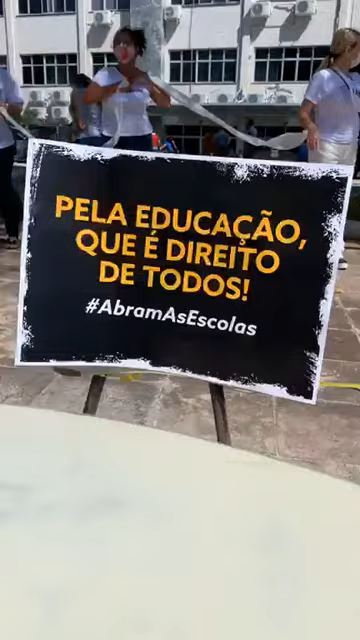 PELA EDUCAÇÃO,
QUE É DIREITO
DE TODOS!
#AbramAsEscolas